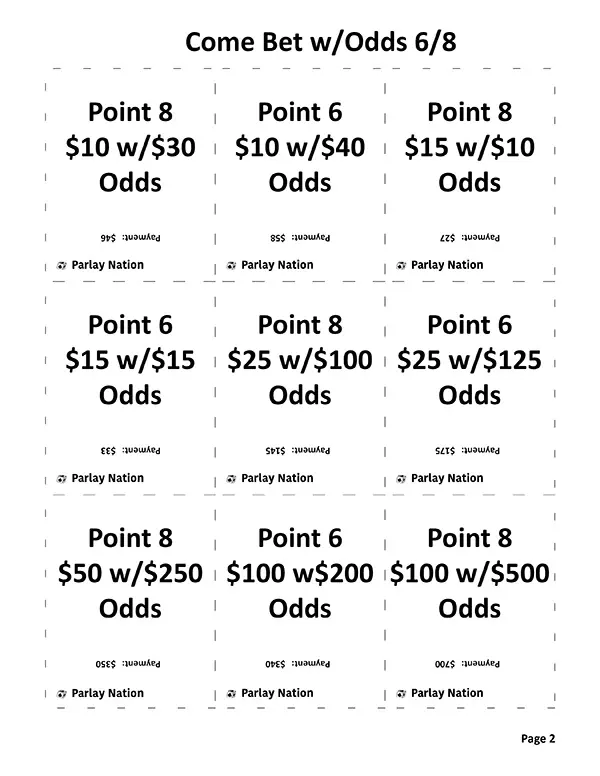 Come Bet w/Odds 6/8
Point 8
$10 w/$30
Odds
Payment: $46
Parlay Nation
Point 6
$10 w/$40
Odds
Payment: $58
Parlay Nation
Point 8
$15 w/$10
Odds
Payment: $27
Parlay Nation
Point 6
$15 w/$15
Odds
Payment: $33
Parlay Nation
Point 8
$25 w/$100
Odds
Payment: $145
Parlay Nation
Point 6
$25 w/$125
Odds
Payment: $175
Parlay Nation
Point 8
$50 w/$250
Odds
Payment: $350
Parlay Nation
Point 6
$100 w$200
Odds
Payment: $340
Parlay Nation
Point 8
$100 w/$500
Odds
Payment: $700
Parlay Nation
Page 2